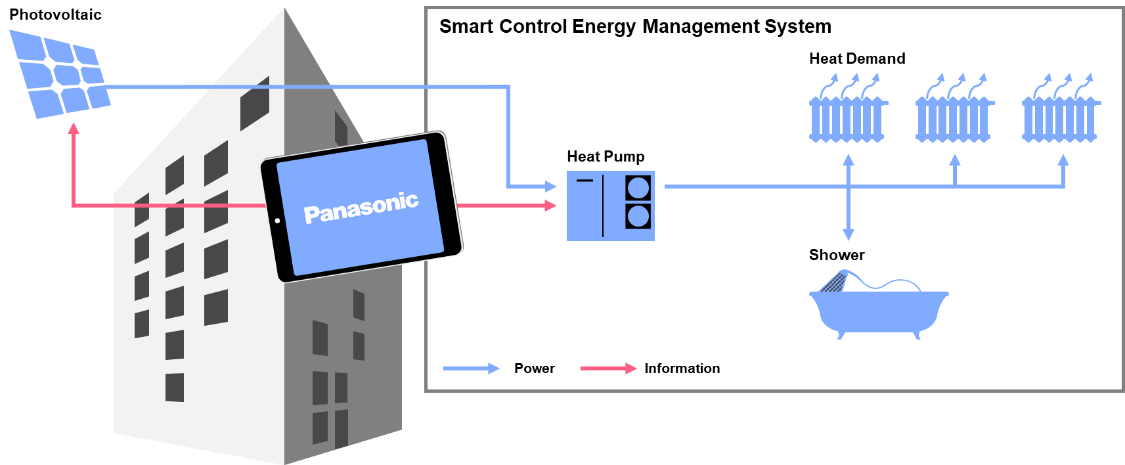 Photovoltaic
Smart Control Energy Management System
Heat Demand
Heat Pump
Panasonic
Shower
Power
Information